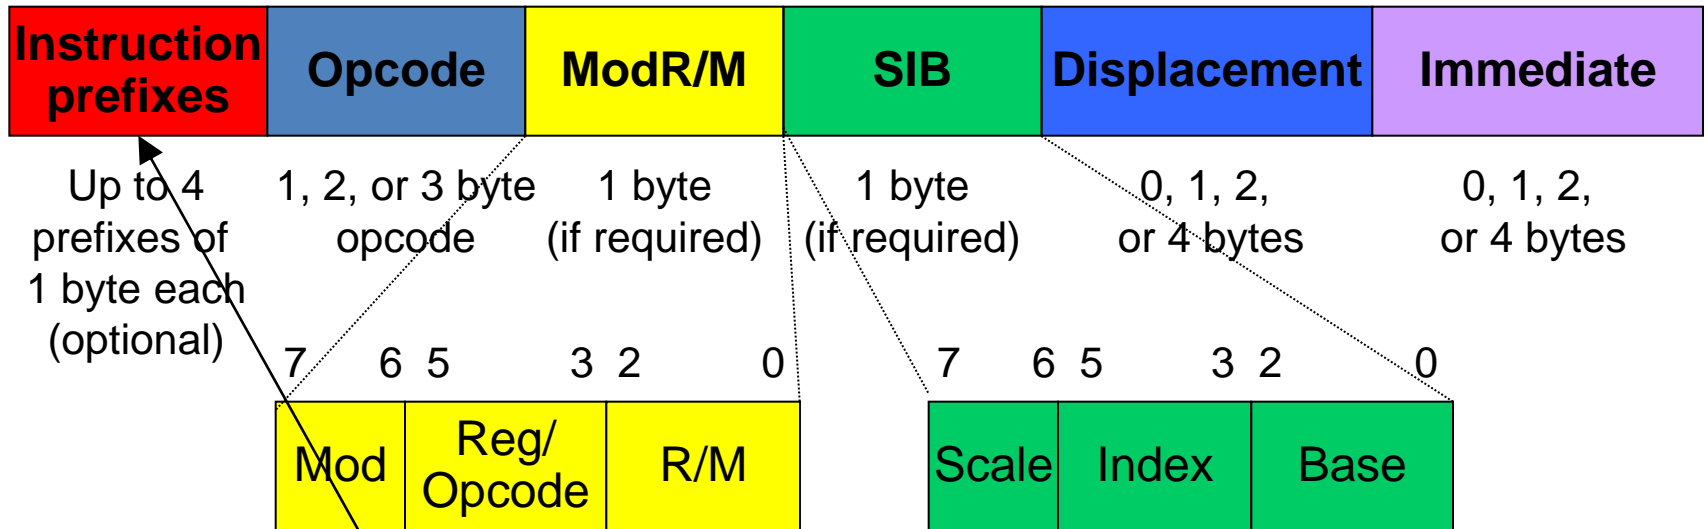 Instruction prefixes
Opcode
ModR/M
SIB
Displacement
Immediate
Up to 4
prefixes of
1 byte each
(optional)
1, 2, or 3 byte
opcode
1 byte
(if required)
1 byte
(if required)
0, 1, 2,
or 4 bytes
0, 1, 2,
or 4 bytes
7 6 5 3 2 0
Mod
Reg/
Opcode
R/M
7 6 5 3 2 0
Scale
Index
Base